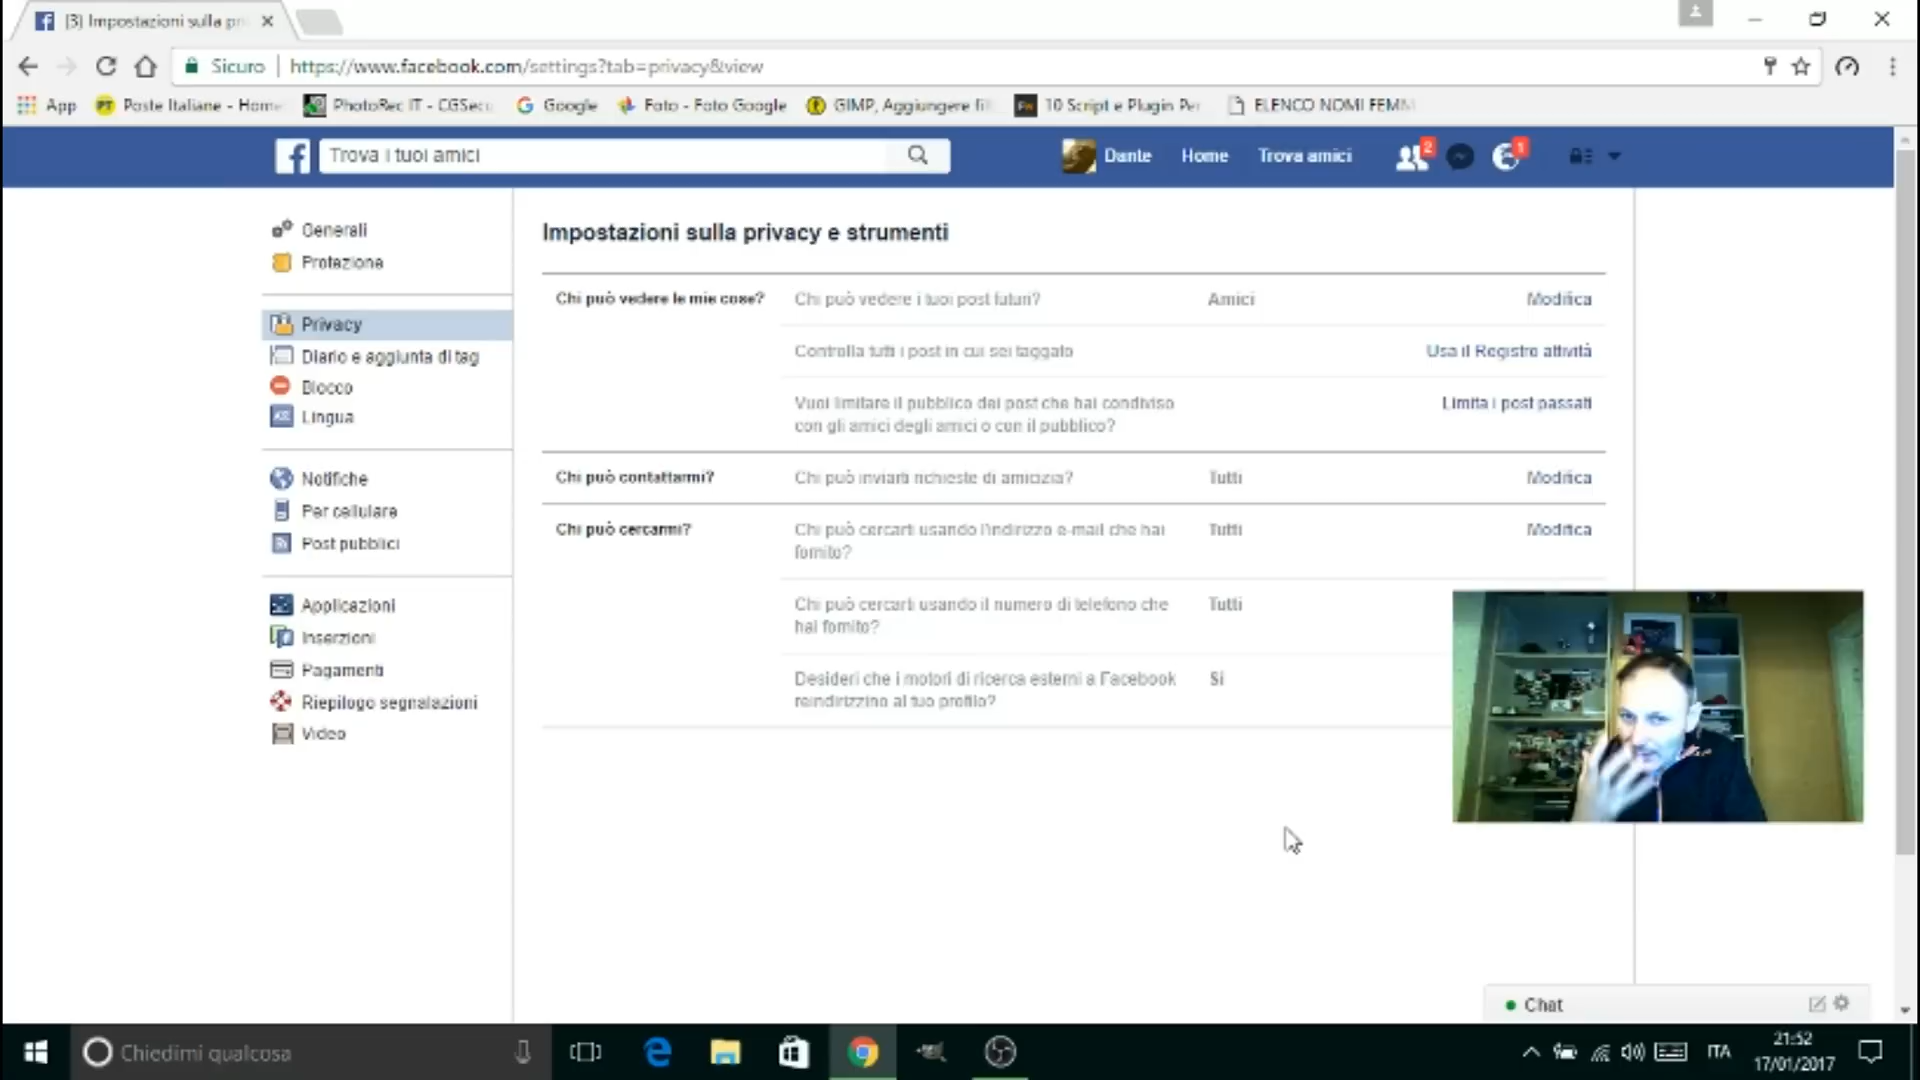 (3) Impostazioni sulla pri
Sicuro
https://www.facebook.com/settings?tab=privacy&view
App
Poste Italiane - Home
PhotoRec IT - CGSecu
Google
Foto - Foto Google
GIMP, Aggiungere fil
10 Script e Plugin Per
ELENCO NOMI FEMM
Trova i tuoi amici
Dante
Home
Trova amici
2
1
Generali
Protezione
Privacy
Diario e aggiunta di tag
Blocco
Lingua
Notifiche
Per cellulare
Post pubblici
Applicazioni
Inserzioni
Pagamenti
Riepilogo segnalazioni
Video
Impostazioni sulla privacy e strumenti
Chi può vedere le mie cose?
Chi può vedere i tuoi post futuri?
Amici
Modifica
Controlla tutti i post in cui sei taggato
Usa il Registro attività
Vuoi limitare il pubblico dei post che hai condiviso
con gli amici degli amici o con il pubblico?
Limita i post passati
Chi può contattarmi?
Chi può inviarti richieste di amicizia?
Tutti
Modifica
Chi può cercarmi?
Chi può cercarti usando l'indirizzo e-mail che hai
fornito?
Tutti
Modifica
Chi può cercarti usando il numero di telefono che
hai fornito?
Tutti
Desideri che i motori di ricerca esterni a Facebook
reindirizzino al tuo profilo?
Sì
Chat
Chiedimi qualcosa
ITA
21:52
17/01/2017